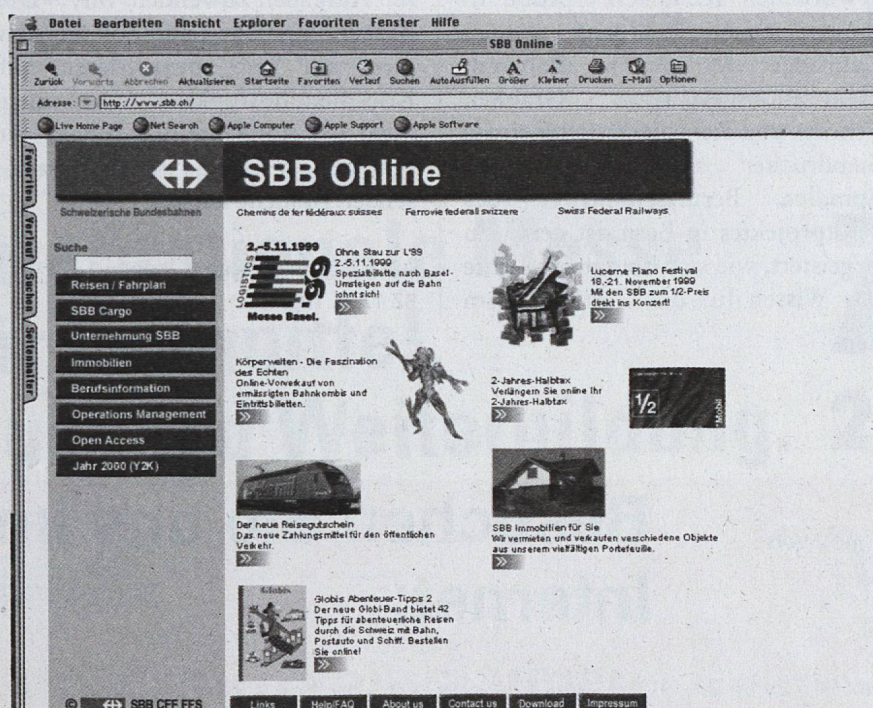 Datei Bearbeiten Ansicht Explorer Favoriten Fenster Hilfe
SBB Online
Zurück Vorwärts Abbrechen Aktualisieren Startseite Favoriten Verlauf Suchen AutoAusfüllen Größer Kleiner Drucken E-Mail Optionen
Adresse: http://www.sbb.ch/
Live Home Page Net Search Apple Computer Apple Support Apple Software
Favoriten
Verlauf
Suchen
Seitenhalter
SBB Online
Schweizerische Bundesbahnen Chemins de fer fédéraux suisses Ferrovie federali svizzere Swiss Federal Railways
Suche
Reisen / Fahrplan
SBB Cargo
Unternehmung SBB
Immobilien
Berufsinformation
Operations Management
Open Access
Jahr 2000 (Y2K)
2.-5.11.1999
LOGISTICS
99
Messe Basel.
Ohne Stau zur L'99
2.-5.11.1999
Spezialbillette nach Basel-
Umsteigen auf die Bahn
lohnt sich!
Lucerne Piano Festival
18.-21. November 1999
Mit den SBB zum 1/2-Preis
direkt ins Konzert!
Körperwelten - Die Faszination
des Echten
Online-Vorverkauf von
ermässigten Bahnkombis und
Eintrittsbilletten.
2-Jahres-Halbtax
Verlängern Sie online Ihr
2-Jahres-Halbtax
1/2
Mobil
Der neue Reisegutschein
Das neue Zahlungsmittel für den öffentlichen
Verkehr.
SBB Immobilien für Sie
Wir vermieten und verkaufen verschiedene Objekte
aus unserem vielfältigen Portefeuille.
Globis
Globis Abenteuer-Tipps 2
Der neue Globi-Band bietet 42
Tipps für abenteuerliche Reisen
durch die Schweiz mit Bahn,
Postauto und Schiff. Bestellen
Sie online!
© SBB CFF FFS
Links Help/FAQ About us Contact us Download Impressum